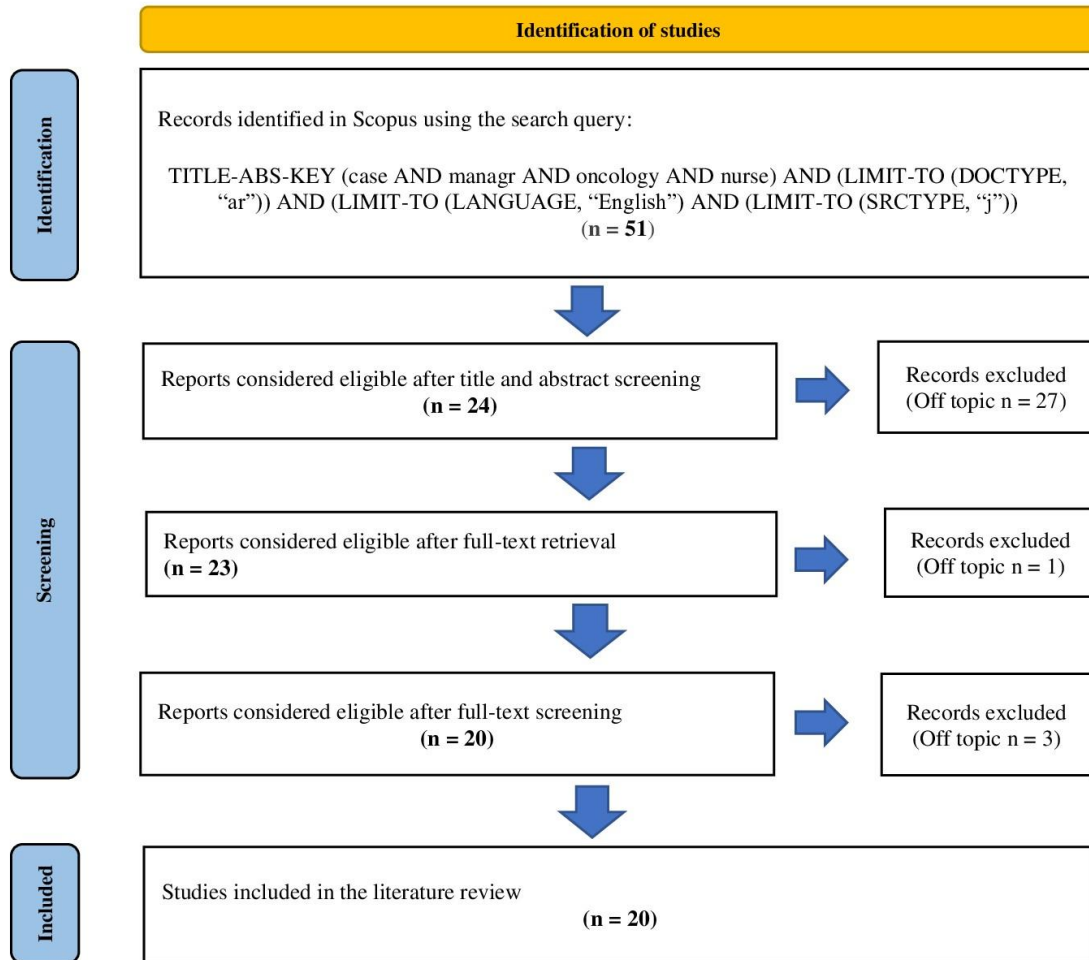 Identification of studies
Identification
Records identified in Scopus using the search query:
TITLE-ABS-KEY (case AND managr AND oncology AND nurse) AND (LIMIT-TO (DOCTYPE,
“ar”)) AND (LIMIT-TO (LANGUAGE, “English”) AND (LIMIT-TO (SRCTYPE, “j”))
(n = 51)
Screening
Reports considered eligible after title and abstract screening
(n = 24)
Records excluded
(Off topic n = 27)
Reports considered eligible after full-text retrieval
(n = 23)
Records excluded
(Off topic n = 1)
Reports considered eligible after full-text screening
(n = 20)
Records excluded
(Off topic n = 3)
Included
Studies included in the literature review
(n = 20)